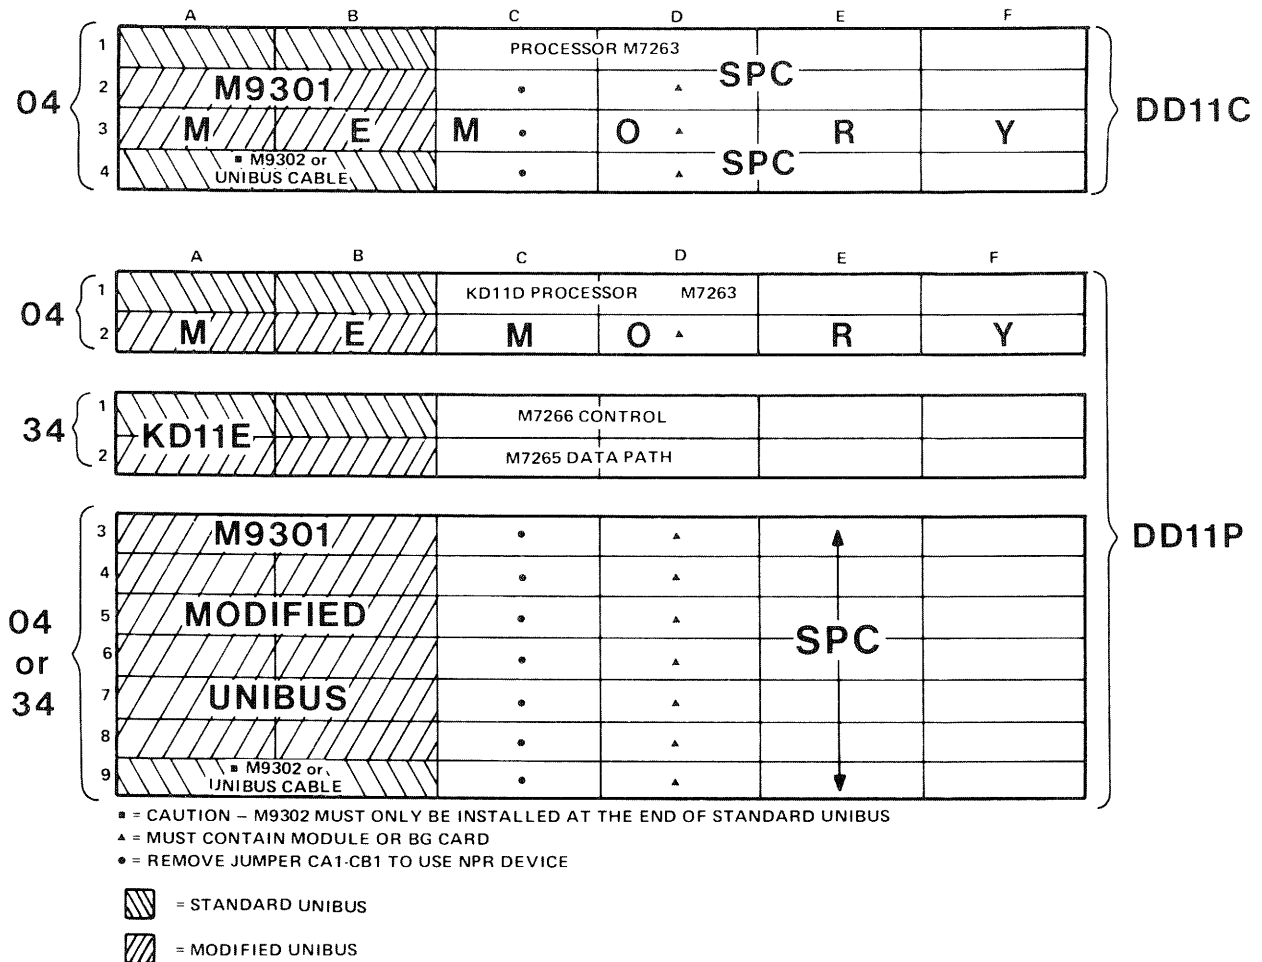 A B C D E F
1 PROCESSOR M7263
SPC
04 2 M9301
DD11C
3 M E M O R Y
M9302 or
4 UNIBUS CABLE SPC
A B C D E F
04 1 KD11D PROCESSOR M7263
2 M E M O R Y
34 1 M7266 CONTROL
KD11E
2 M7265 DATA PATH
3 M9301
DD11P
4
04 or 34 5 MODIFIED
6 SPC
7 UNIBUS
8
9 M9302 or
UNIBUS CABLE
= CAUTION – M9302 MUST ONLY BE INSTALLED AT THE END OF STANDARD UNIBUS
= MUST CONTAIN MODULE OR BG CARD
= REMOVE JUMPER CA1-CB1 TO USE NPR DEVICE
= STANDARD UNIBUS
= MODIFIED UNIBUS